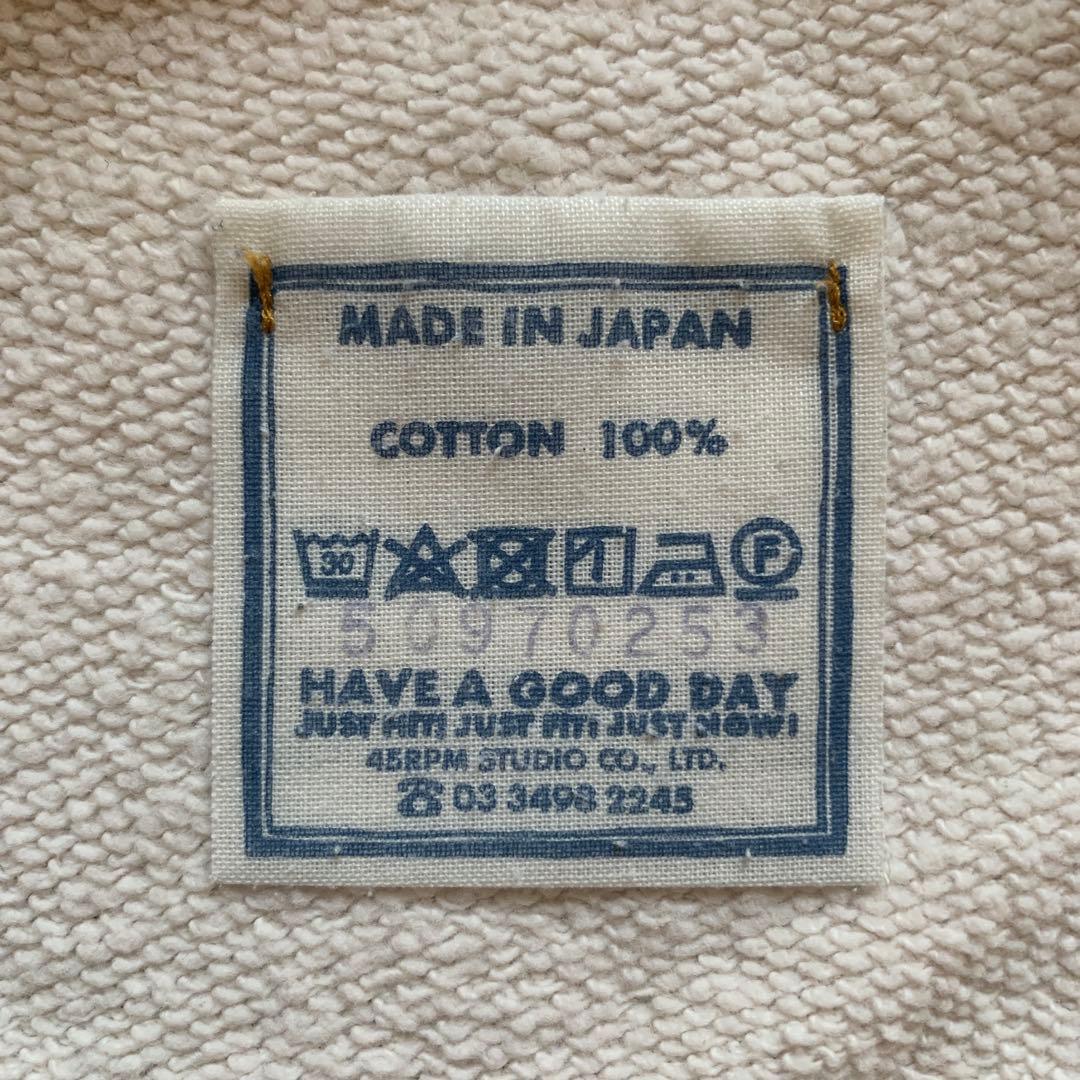 MADE IN JAPAN
COTTON 100%
30 P
50970253
HAVE A GOOD DAY
JUST HIT! JUST FIT! JUST NOW!
45RPM STUDIO CO., LTD.
☎ 03 3498 2245